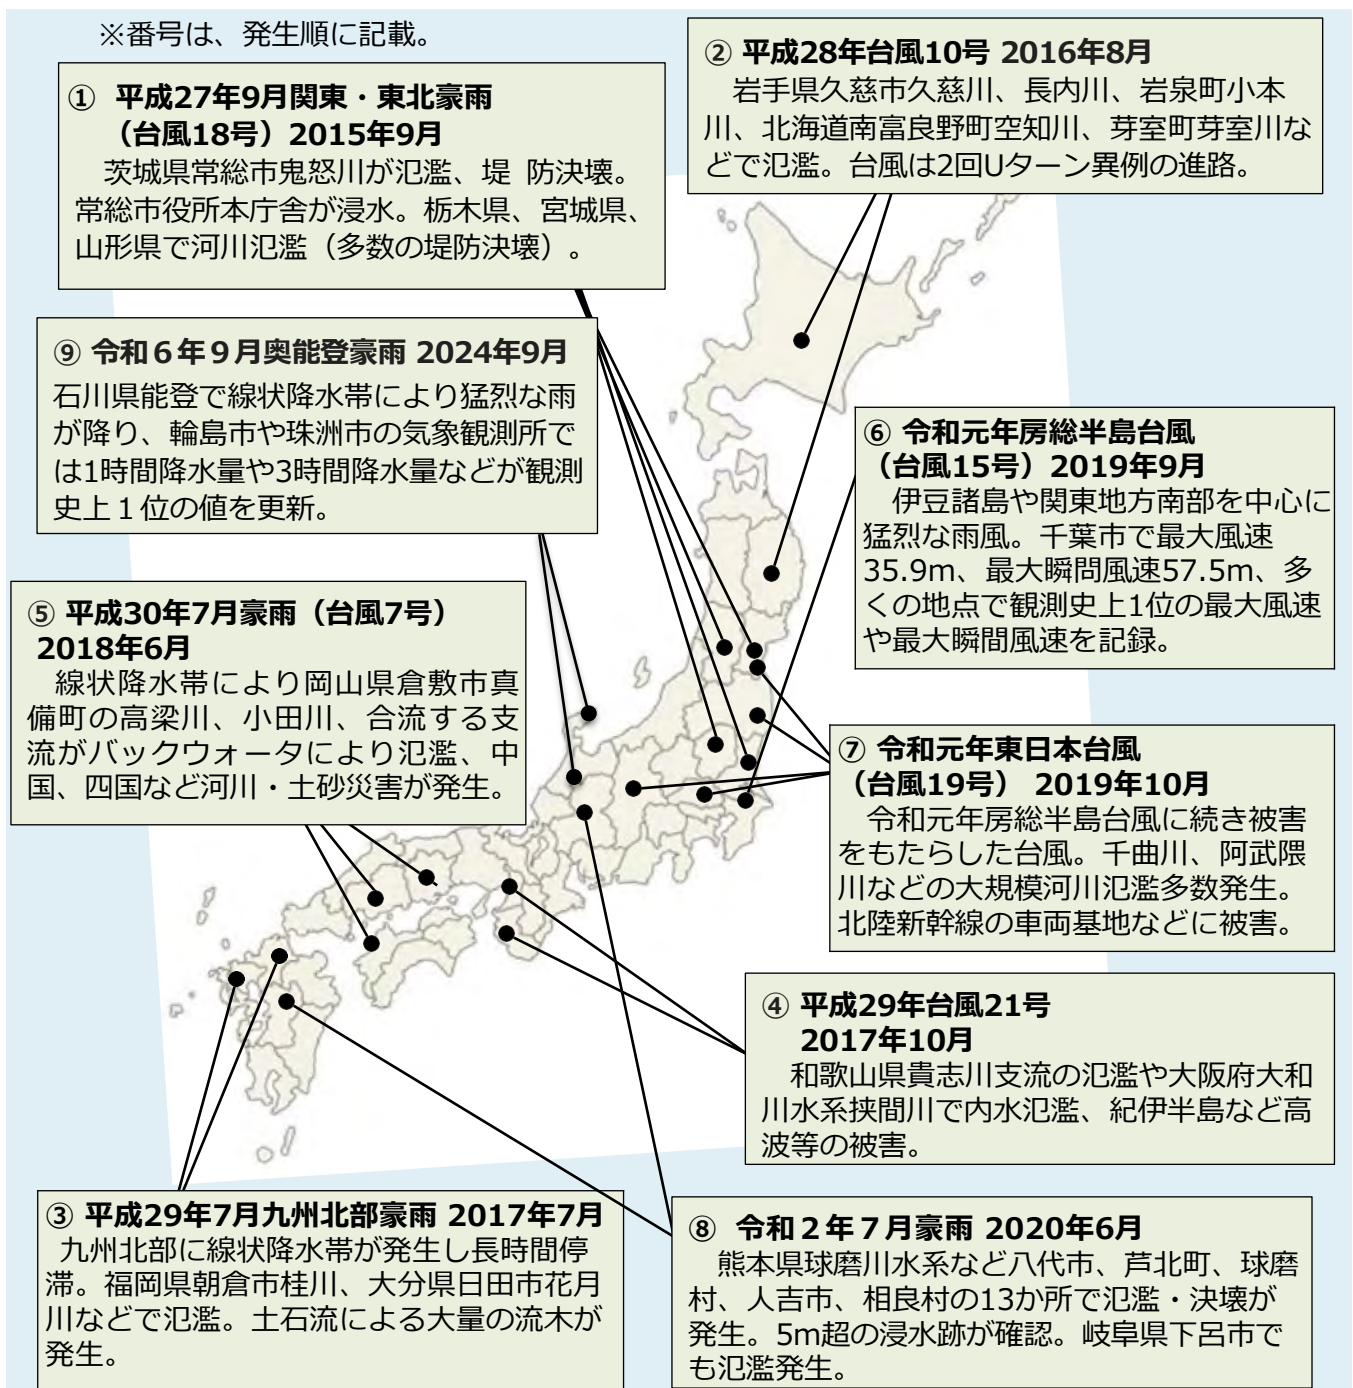 ※番号は、発生順に記載。
① 平成27年9月関東・東北豪雨
（台風18号）2015年9月
茨城県常総市鬼怒川が氾濫、堤 防決壊。
常総市役所本庁舎が浸水。栃木県、宮城県、
山形県で河川氾濫（多数の堤防決壊）。
② 平成28年台風10号 2016年8月
岩手県久慈市久慈川、長内川、岩泉町小本
川、北海道南富良野町空知川、芽室町芽室川な
どで氾濫。台風は2回Uターン異例の進路。
⑨ 令和６年９月奥能登豪雨 2024年9月
石川県能登で線状降水帯により猛烈な雨
が降り、輪島市や珠洲市の気象観測所で
は1時間降水量や3時間降水量などが観測
史上１位の値を更新。
⑥ 令和元年房総半島台風
（台風15号）2019年9月
伊豆諸島や関東地方南部を中心に
猛烈な雨風。千葉市で最大風速
35.9m、最大瞬問風速57.5m、多
くの地点で観測史上1位の最大風速
や最大瞬間風速を記録。
⑤ 平成30年7月豪雨（台風7号）
2018年6月
線状降水帯により岡山県倉敷市真
備町の高梁川、小田川、合流する支
流がバックウォータにより氾濫、中
国、四国など河川・土砂災害が発生。
⑦ 令和元年東日本台風
（台風19号） 2019年10月
令和元年房総半島台風に続き被害
をもたらした台風。千曲川、阿武隈
川などの大規模河川氾濫多数発生。
北陸新幹線の車両基地などに被害。
④ 平成29年台風21号
2017年10月
和歌山県貴志川支流の氾濫や大阪府大和
川水系狭間川で内水氾濫、紀伊半島など高
波等の被害。
③ 平成29年7月九州北部豪雨 2017年7月
九州北部に線状降水帯が発生し長時間停
滞。福岡県朝倉市桂川、大分県日田市花月
川などで氾濫。土石流による大量の流木が
発生。
⑧ 令和２年７月豪雨 2020年6月
熊本県球磨川水系など八代市、芦北町、球磨
村、人吉市、相良村の13か所で氾濫・決壊が
発生。5m超の浸水跡が確認。岐阜県下呂市で
も氾濫発生。